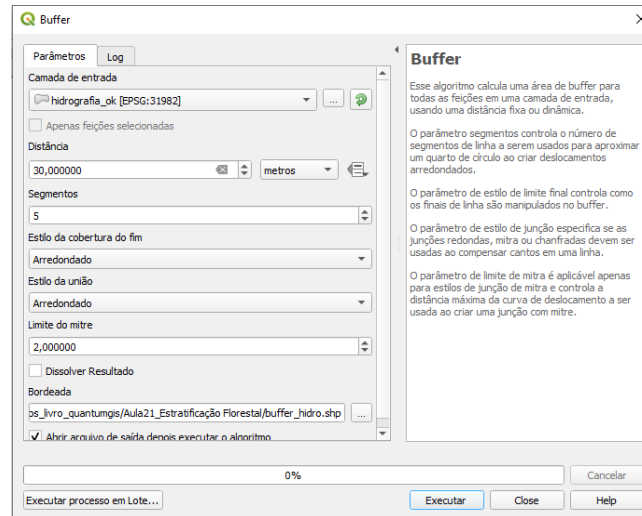 Buffer
Parâmetros
Log
Camada de entrada
hidrografia_ok [EPSG:31982]
...
Apenas feições selecionadas
Distância
30,000000
metros
Segmentos
5
Estilo da cobertura do fim
Arredondado
Estilo da união
Arredondado
Limite do mitre
2,000000
Dissolver Resultado
Bordeada
os_livro_quantumgis/Aula21_Estratificação Florestal/buffer_hidro.shp
...
Abrir arquivo de saída depois executar o algoritmo
Buffer
Esse algoritmo calcula uma área de buffer para
todas as feições em uma camada de entrada,
usando uma distância fixa ou dinâmica.
O parâmetro segmentos controla o número de
segmentos de linha a serem usados para aproximar
um quarto de círculo ao criar deslocamentos
arredondados.
O parâmetro de estilo de limite final controla como
os finais de linha são manipulados no buffer.
O parâmetro de estilo de junção especifica se as
junções redondas, mitra ou chanfradas devem ser
usadas ao compensar cantos em uma linha.
O parâmetro de limite de mitra é aplicável apenas
para estilos de junção de mitra e controla a
distância máxima da curva de deslocamento a ser
usada ao criar uma junção com mitre.
0%
Cancelar
Executar processo em Lote...
Executar
Close
Help